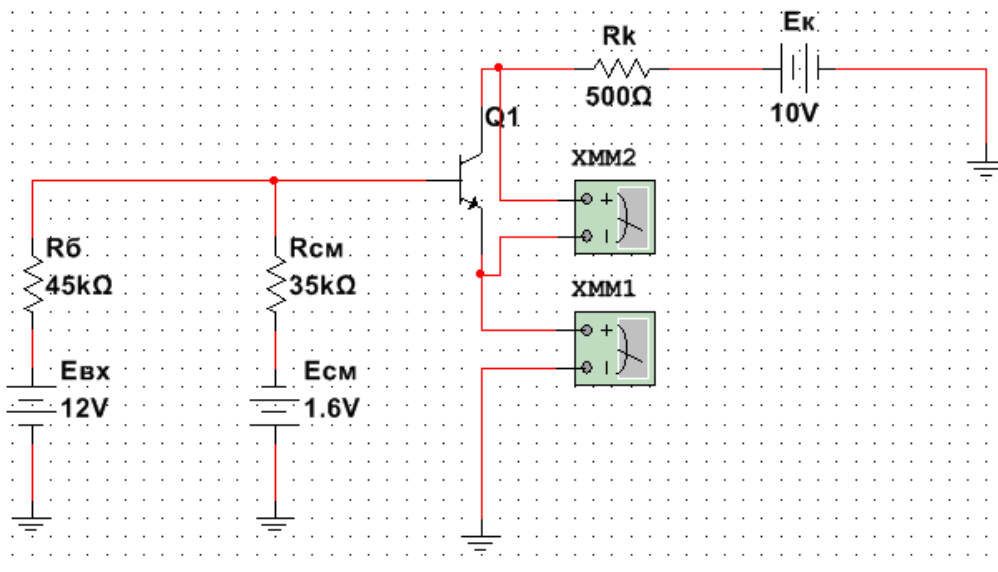 Rk
500Ω
Eк
10V
Q1
XMM2
Rб
45kΩ
Rсм
35kΩ
XMM1
Eвх
12V
Eсм
1.6V